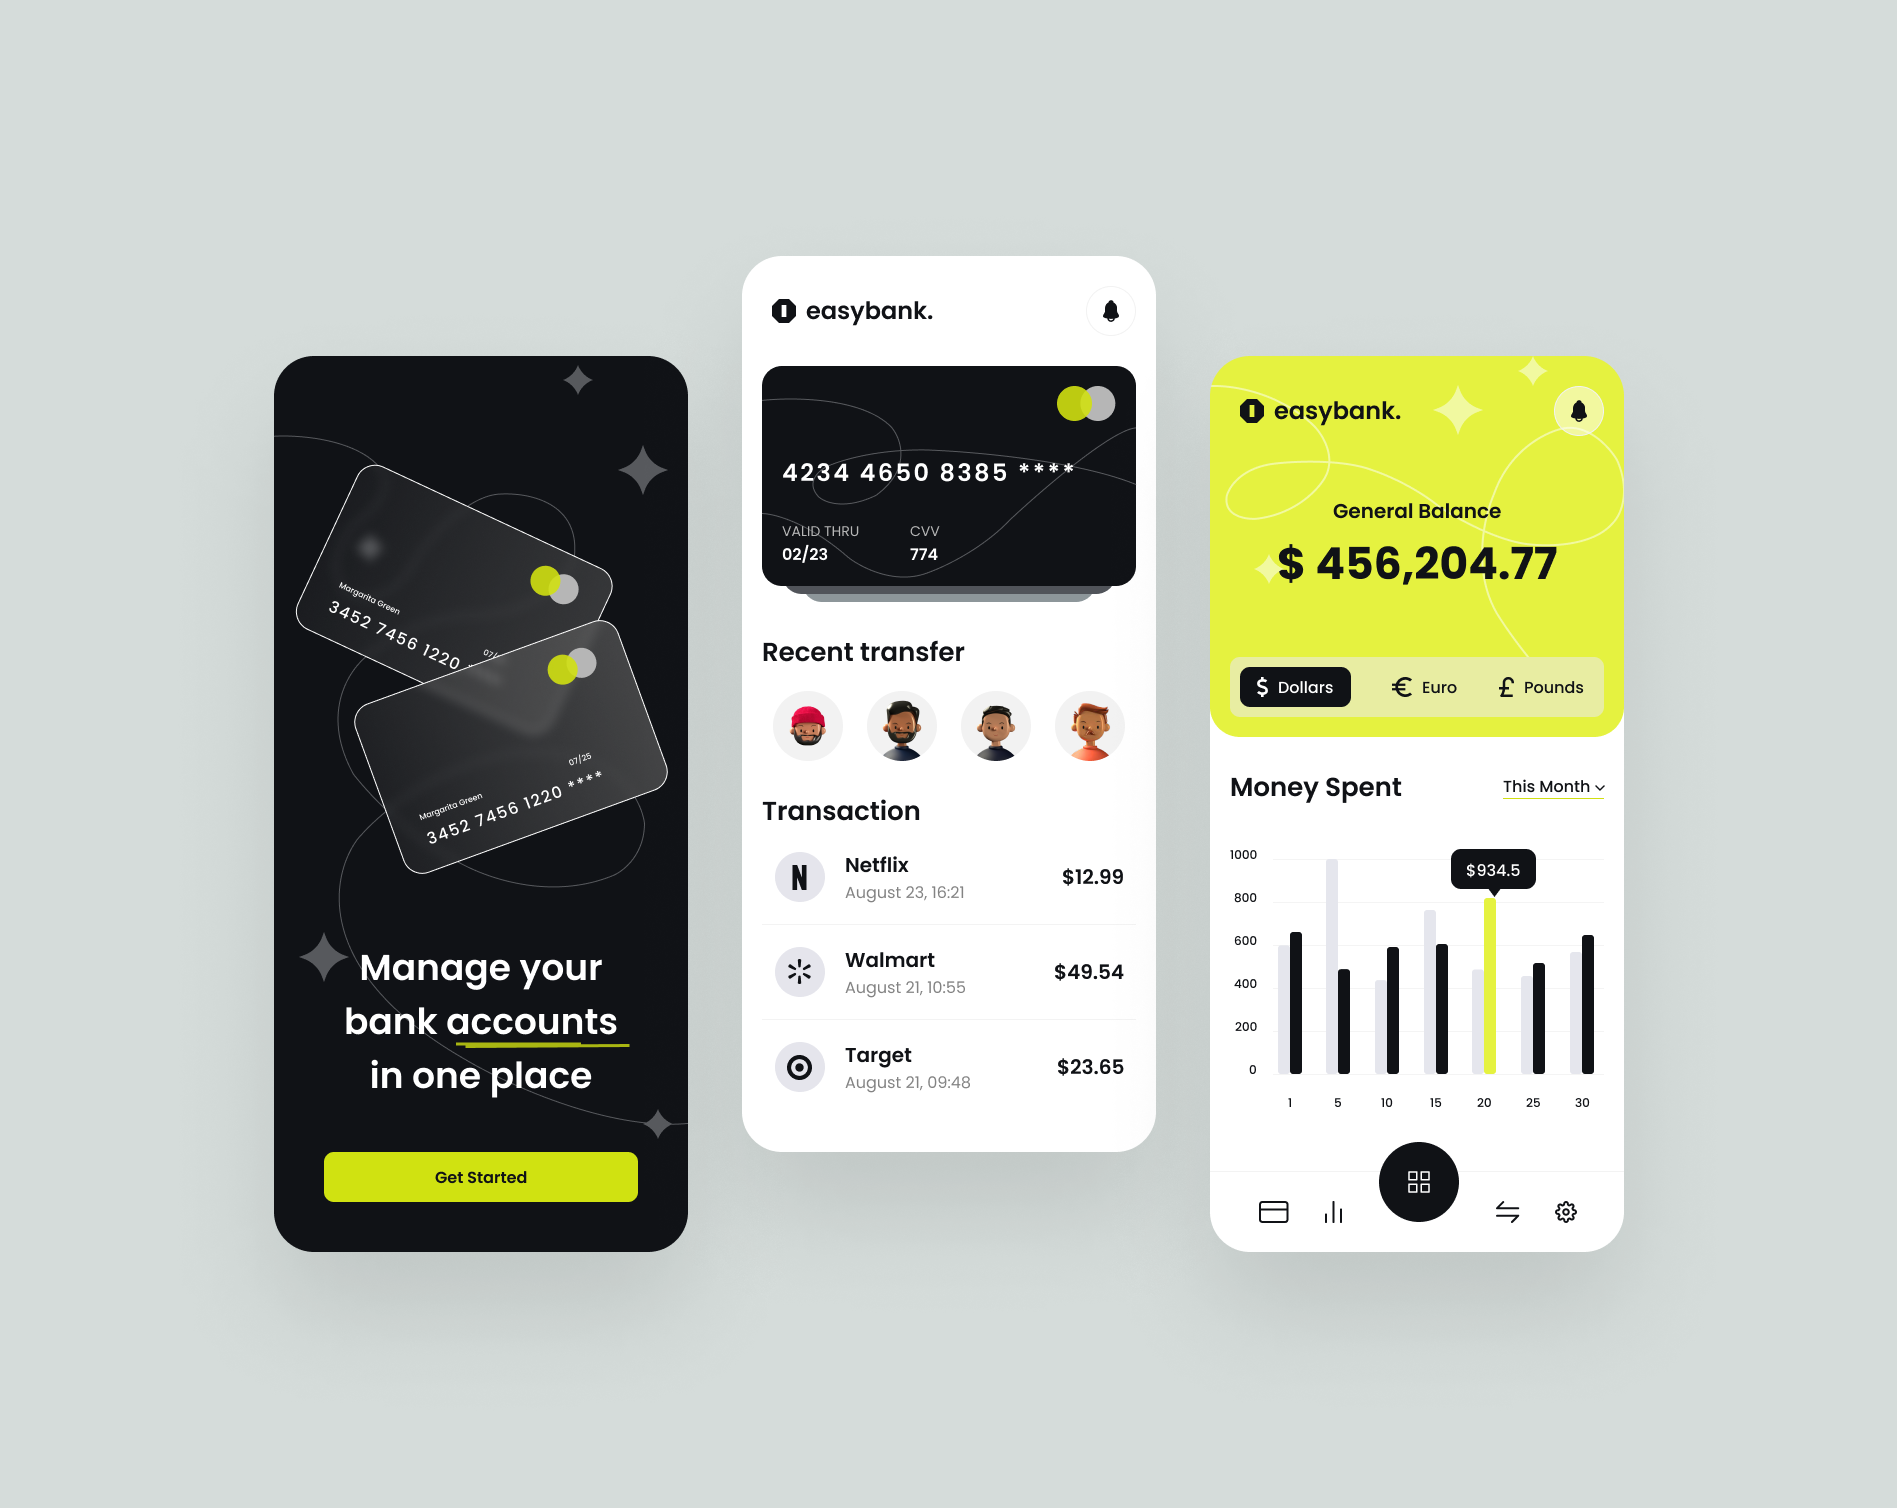 Margarita Green
3452 7456 1220
07/
07/25
Margarita Green
3452 7456 1220 ****
Manage your
bank accounts
in one place
Get Started
easybank.
4234 4650 8385 ****
VALID THRU
CVV
02/23
774
Recent transfer
Transaction
Netflix
$12.99
August 23, 16:21
Walmart
$49.54
August 21, 10:55
Target
$23.65
August 21, 09:48
easybank.
General Balance
$ 456,204.77
$ Dollars
€ Euro
£ Pounds
Money Spent
This Month
1000
$934.5
800
600
400
200
0
1 5 10 15 20 25 30